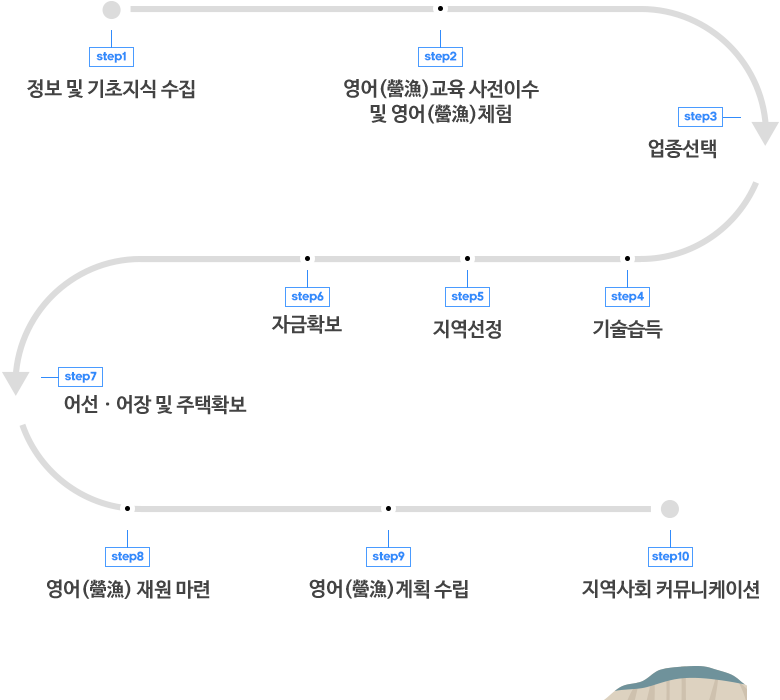 step1
정보 및 기초지식 수집
step2
영어(營漁)교육 사전이수
및 영어(營漁)체험
step3
업종선택
step4
기술습득
step5
지역선정
step6
자금확보
step7
어선 · 어장 및 주택확보
step8
영어(營漁) 재원 마련
step9
영어(營漁)계획 수립
step10
지역사회 커뮤니케이션